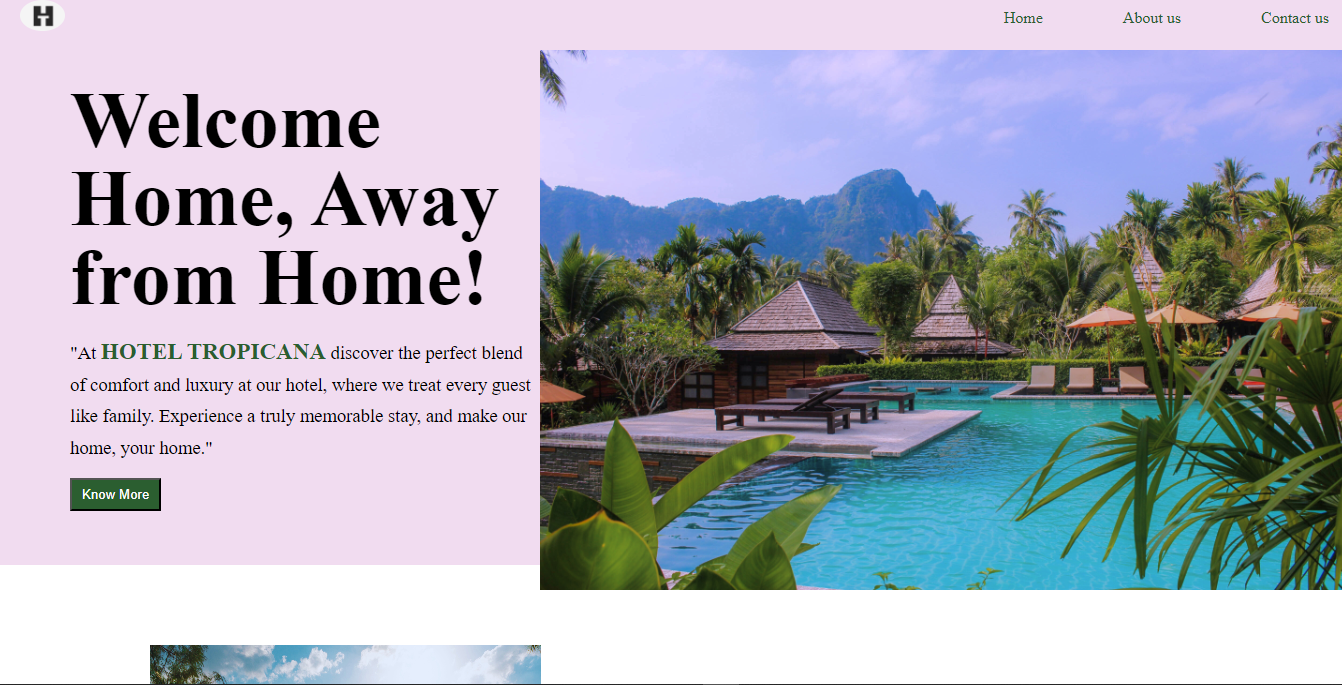 H
Home About us Contact us
Welcome
Home, Away
from Home!
"At HOTEL TROPICANA discover the perfect blend
of comfort and luxury at our hotel, where we treat every guest
like family. Experience a truly memorable stay, and make our
home, your home."
Know More